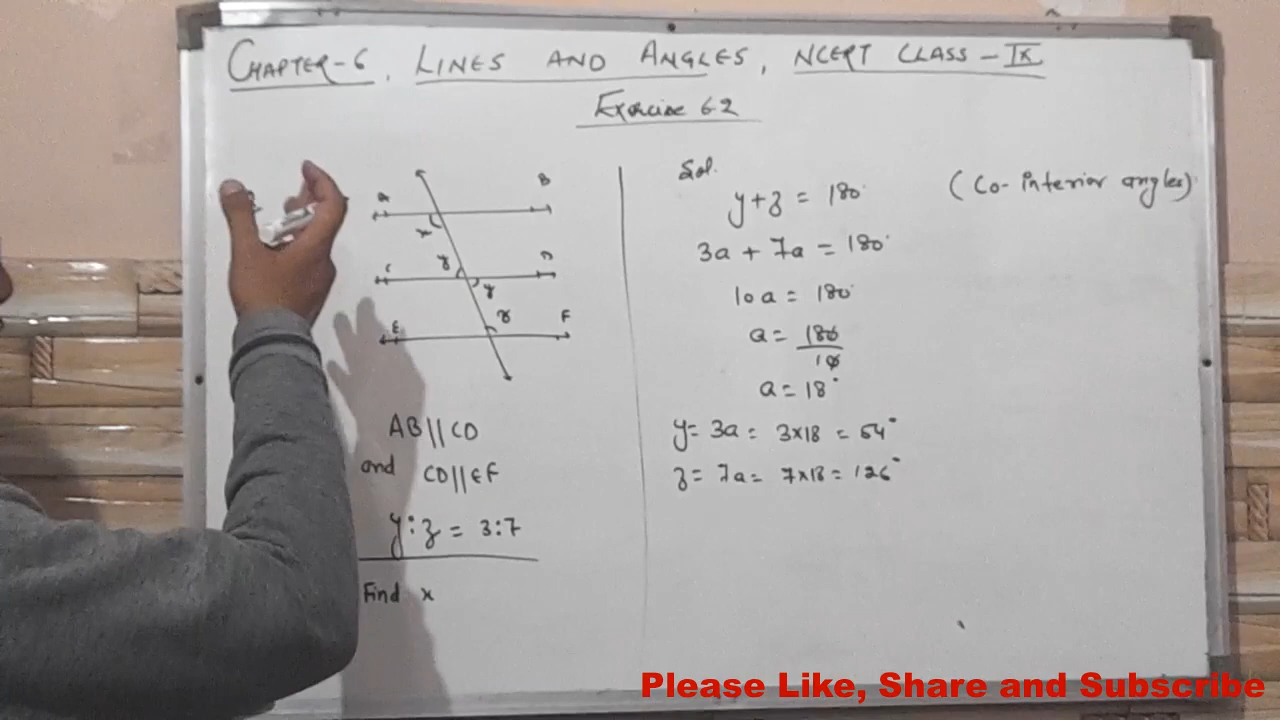 CHAPTER-6, LINES AND ANGLES, NCERT CLASS-IX
Exercise 6.2
A B
x
C y D
y
z
E F
AB||CD
and CD||EF
y:z = 3:7
Find x
Sol.
y+z = 180° (Co-interior angles)
3a + 7a = 180°
10a = 180°
a = 180
10
a = 18°
y = 3a = 3×18 = 54°
z = 7a = 7×18 = 126°
Please Like, Share and Subscribe